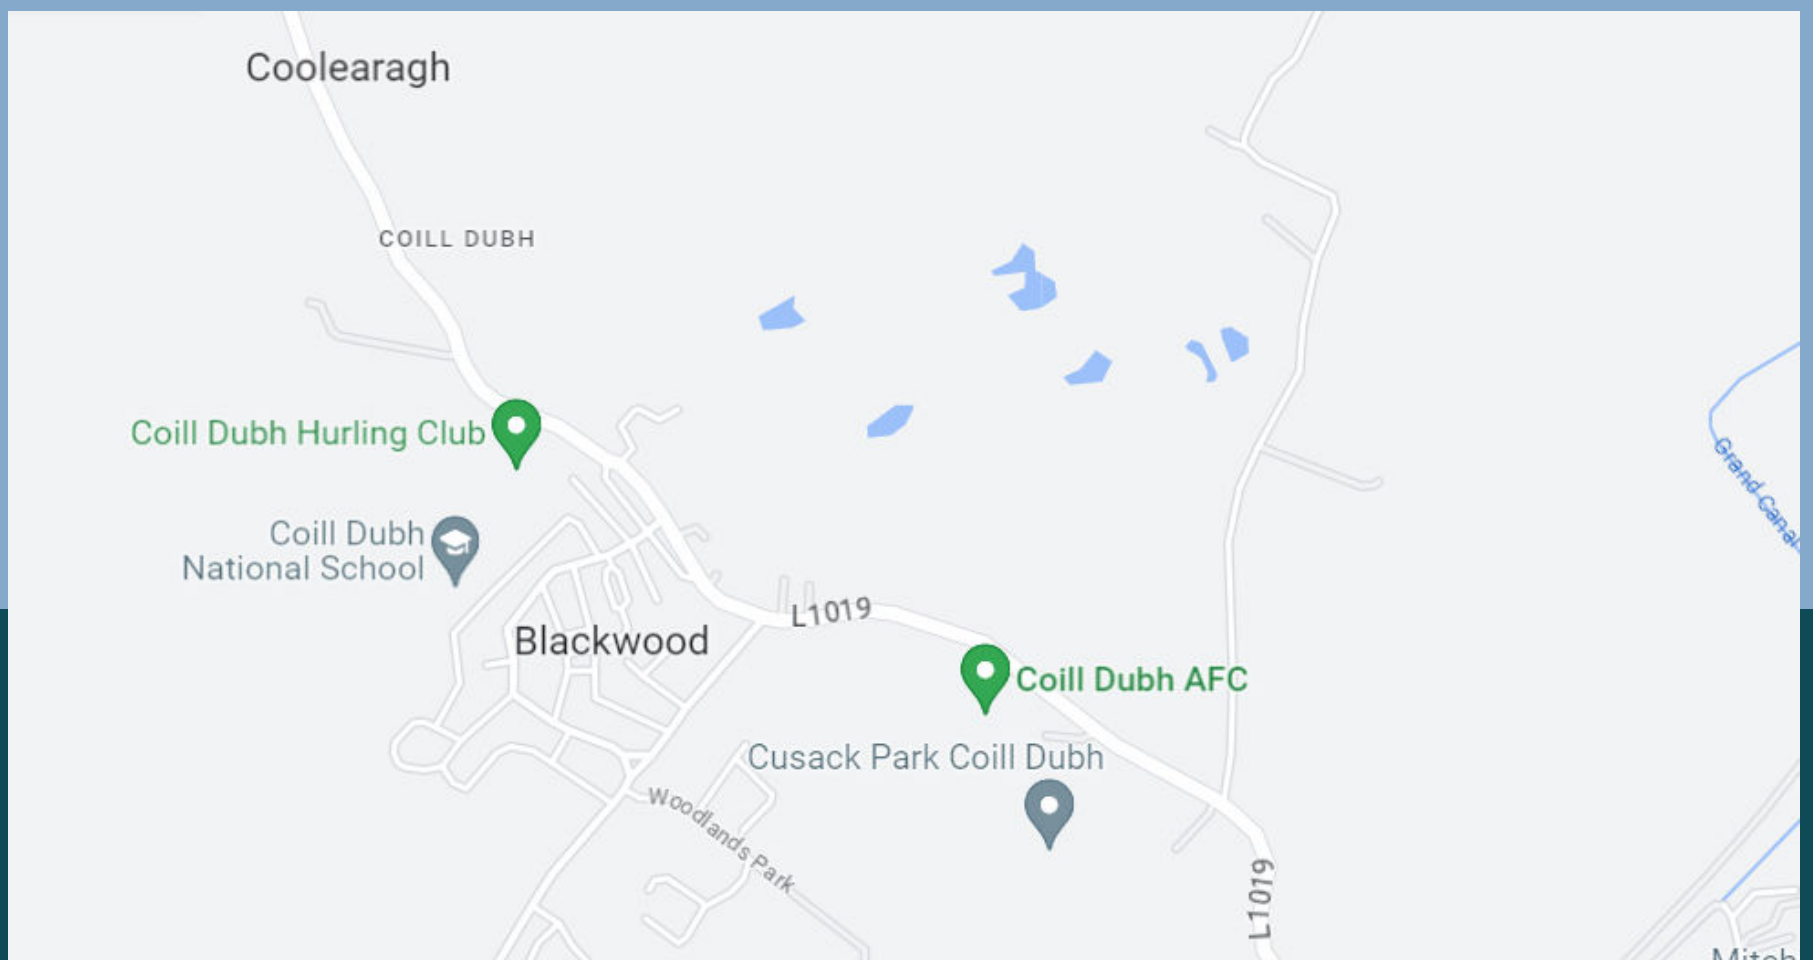 Coolearagh
COILL DUBH
Coill Dubh Hurling Club
Grand Canal
Coill Dubh
National School
L1019
Blackwood
Coill Dubh AFC
Cusack Park Coill Dubh
Woodlands Park
L1019